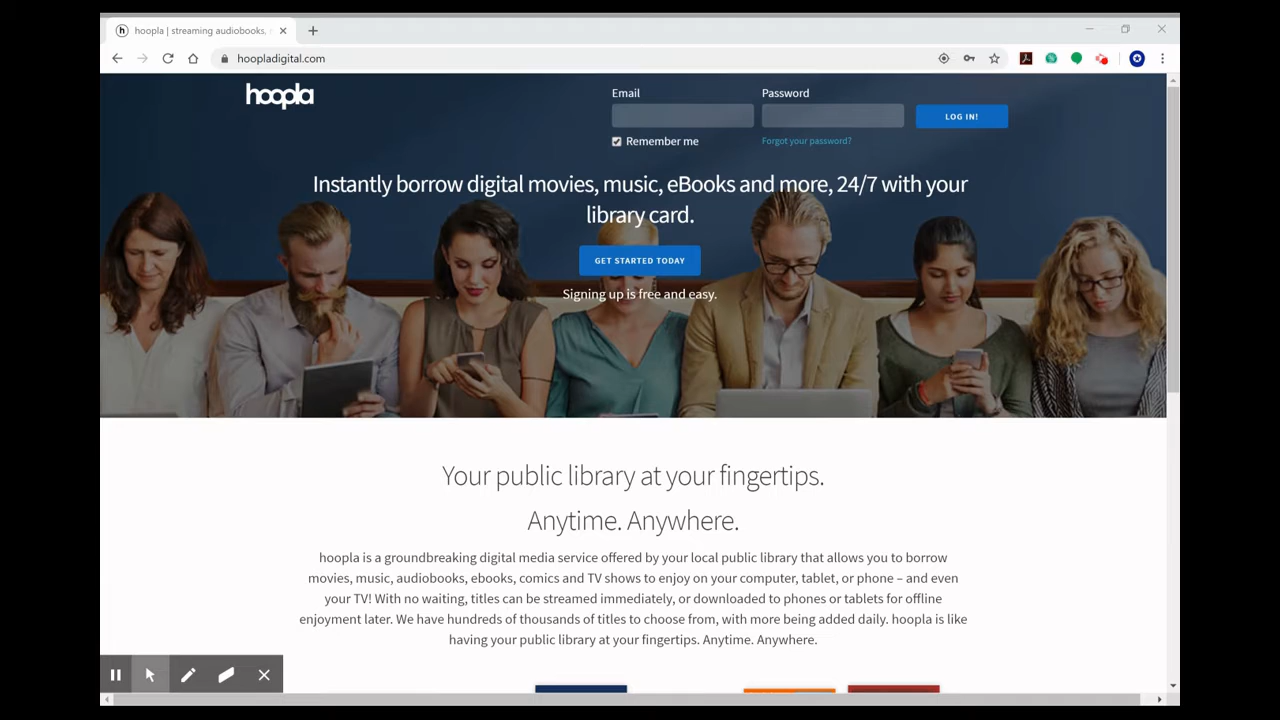 hoopla | streaming audiobooks,
hoopladigital.com
hoopla
Email
Password
LOG IN!
Remember me
Forgot your password?
Instantly borrow digital movies, music, eBooks and more, 24/7 with your
library card.
GET STARTED TODAY
Signing up is free and easy.
Your public library at your fingertips.
Anytime. Anywhere.
hoopla is a groundbreaking digital media service offered by your local public library that allows you to borrow
movies, music, audiobooks, ebooks, comics and TV shows to enjoy on your computer, tablet, or phone – and even
your TV! With no waiting, titles can be streamed immediately, or downloaded to phones or tablets for offline
enjoyment later. We have hundreds of thousands of titles to choose from, with more being added daily. hoopla is like
having your public library at your fingertips. Anytime. Anywhere.